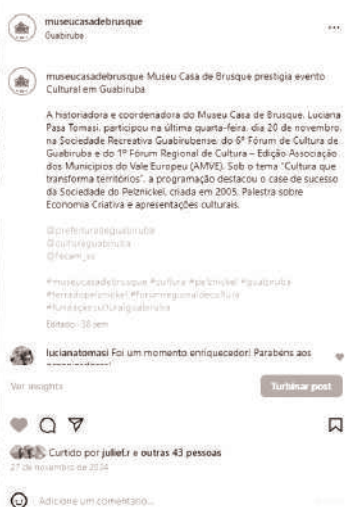 museucasadebrusque
Guabiruba
museucasadebrusque Museu Casa de Brusque prestigia evento
Cultural em Guabiruba
A historiadora e coordenadora do Museu Casa de Brusque, Luciana
Pasa Tomasi, participou na última quarta-feira, dia 20 de novembro,
na Sociedade Recreativa Guabirubense, do 6º Fórum de Cultura de
Guabiruba e do 1º Fórum Regional de Cultura – Edição Associação
dos Municípios do Vale Europeu (AMVE). Sob o tema "Cultura que
transforma territórios", a programação destacou o case de sucesso
da Sociedade do Pelznickel, criada em 2005, Palestra sobre
Economia Criativa e apresentações culturais.
@prefeituradeguabiruba
@culturaguabiruba
@fecam_sc
#museucasadebrusque #cultura #pelznickel #guabiruba
#terradopelznickel #forumregionaldecultura
#fundaçãoculturalguabiruba
Editado
lucianatomasi Foi um momento enriquecedor! Parabéns aos
Ver insights
Turbinar post
Curtido por juliet.r e outras 43 pessoas
27 de novembro de 2024
Adicione um comentário...